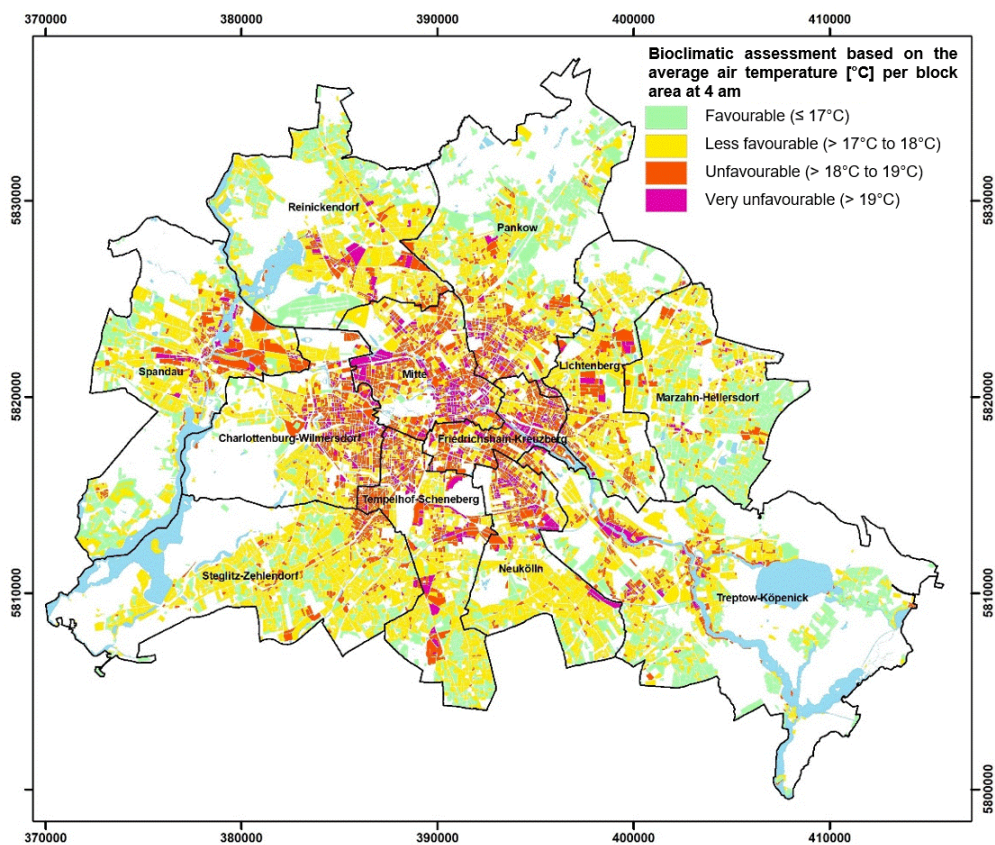 370000 380000 390000 400000 410000
Bioclimatic assessment based on the
average air temperature [°C] per block
area at 4 am
Favourable (≤ 17°C)
Less favourable (> 17°C to 18°C)
Unfavourable (> 18°C to 19°C)
Very unfavourable (> 19°C)
5830000
5830000
Reinickendorf
Pankow
Spandau
Mitte
Lichtenberg
5820000
5820000
Marzahn-Hellersdorf
Charlottenburg-Wilmersdorf
Friedrichshain-Kreuzberg
Tempelhof-Scheneberg
Steglitz-Zehlendorf
Neukölln
5810000
5810000
Treptow-Köpenick
5800000
370000 380000 390000 400000 410000